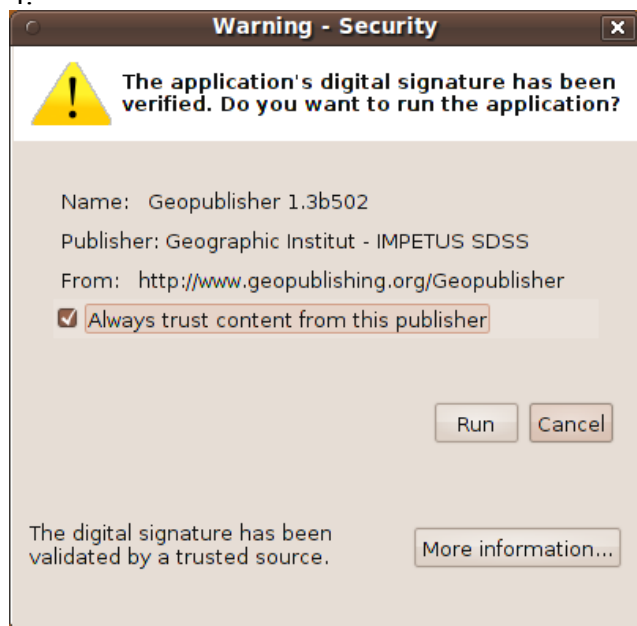 Warning - Security
The application's digital signature has been
verified. Do you want to run the application?
Name: Geopublisher 1.3b502
Publisher: Geographic Institut - IMPETUS SDSS
From: http://www.geopublishing.org/Geopublisher
Always trust content from this publisher
Run Cancel
The digital signature has been
validated by a trusted source.
More information...